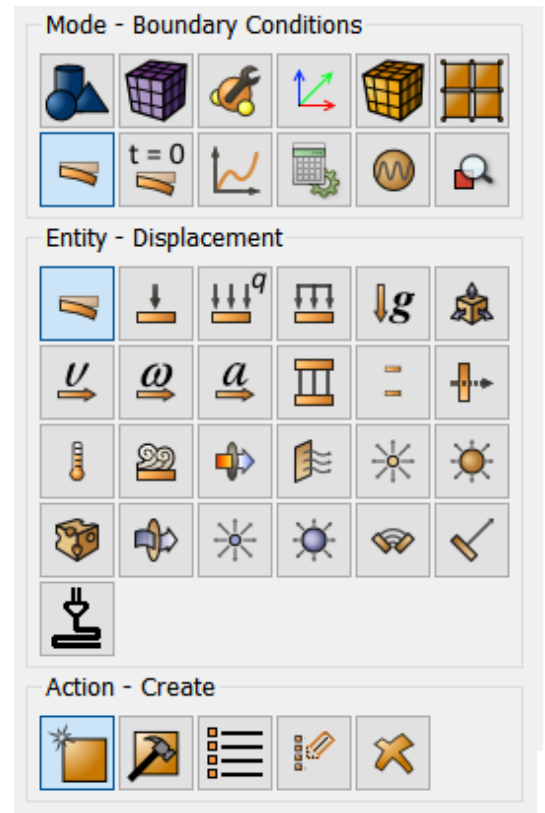 Mode - Boundary Conditions
t = 0
Entity - Displacement
q
g
υ ω a
Action - Create